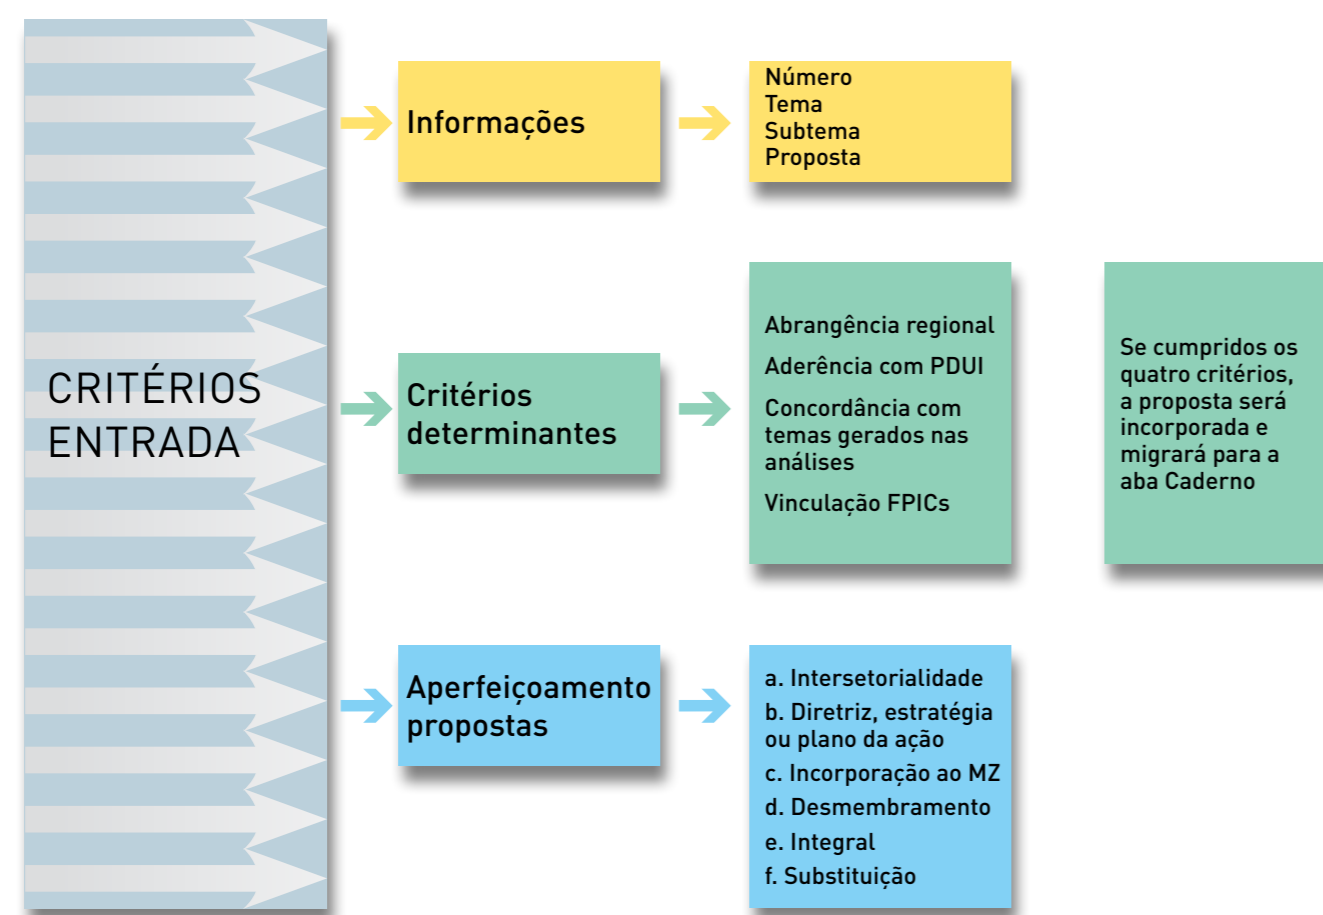 CRITÉRIOS
ENTRADA
Informações
Número
Tema
Subtema
Proposta
Critérios
determinantes
Abrangência regional
Aderência com PDUI
Concordância com
temas gerados nas
análises
Vinculação FPICs
Se cumpridos os
quatro critérios,
a proposta será
incorporada e
migrará para a
aba Caderno
Aperfeiçoamento
propostas
a. Intersetorialidade
b. Diretriz, estratégia
ou plano da ação
c. Incorporação ao MZ
d. Desmembramento
e. Integral
f. Substituição